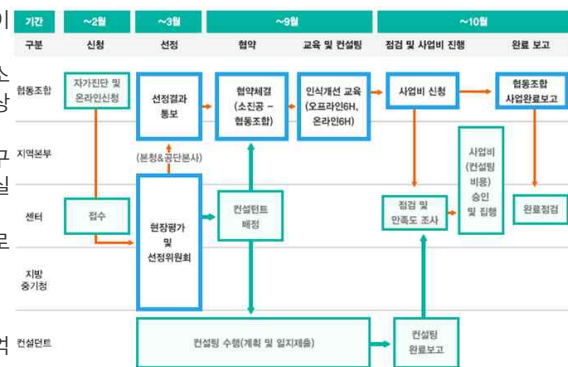 이
소
상
구
실
로
억
기간 ~2월 ~3월 ~9월 ~10월
구분 신청 선정 협약 교육 및 컨설팅 점검 및 사업비 진행 완료 보고
협동조합
자가진단 및
온라인신청
선정결과
통보
협약체결
(소진공 –
협동조합)
인식개선 교육
(오프라인6H,
온라인6H)
사업비 신청
협동조합
사업완료보고
지역본부
(본청&공단본사)
사업비
(컨설팅
비용)
승인
및 집행
센터
접수
현장평가
및
선정위원회
컨설턴트
배정
점검 및
만족도 조사
완료점검
지방
중기청
컨설턴트
컨설팅 수행(계획 및 일지제출)
컨설팅
완료보고